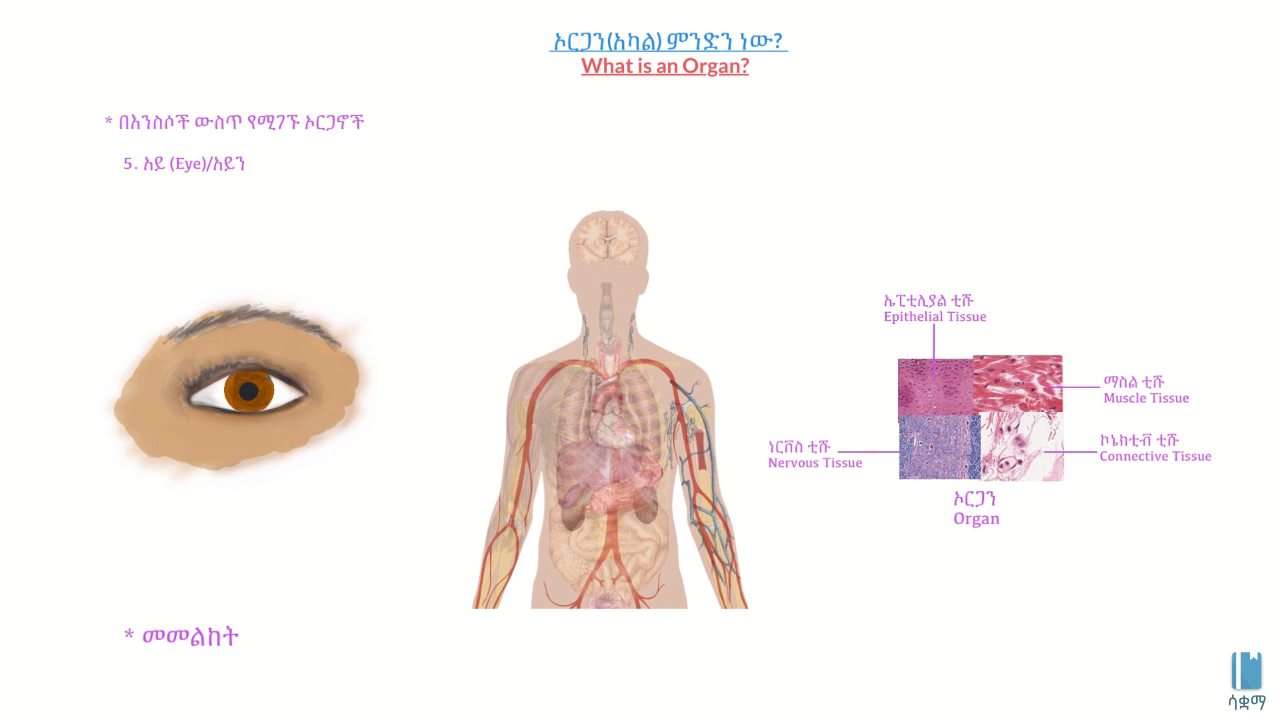 ኦርጋን(አካል) ምንድን ነው?
What is an Organ?
* በእንስሶች ውስጥ የሚገኙ ኦርጋኖች
5. አይ (Eye)/አይን
ኤፒቲሊያል ቲሹ
Epithelial Tissue
ማስል ቲሹ
Muscle Tissue
ነርቨስ ቲሹ
Nervous Tissue
ኮኔክቲቭ ቲሹ
Connective Tissue
ኦርጋን
Organ
* መመልከት
ሳቋማ